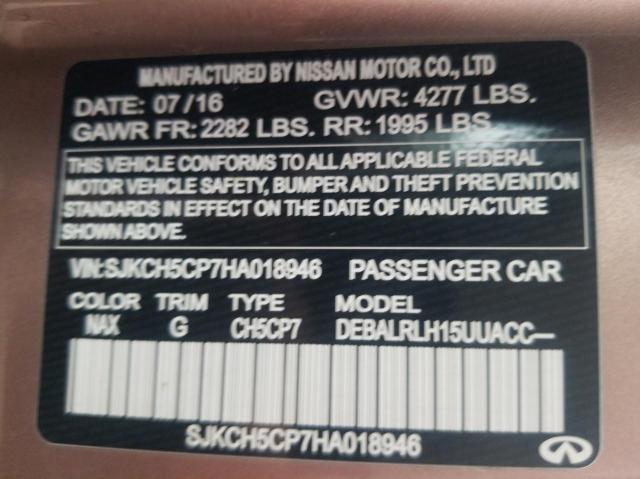 MANUFACTURED BY NISSAN MOTOR CO., LTD
DATE: 07/16 GVWR: 4277 LBS.
GAWR FR: 2282 LBS. RR: 1995 LBS
THIS VEHICLE CONFORMS TO ALL APPLICABLE FEDERAL
MOTOR VEHICLE SAFETY, BUMPER AND THEFT PREVENTION
STANDARDS IN EFFECT ON THE DATE OF MANUFACTURE
SHOWN ABOVE.
VIN:SJKCH5CP7HA018946 PASSENGER CAR
COLOR TRIM TYPE MODEL
NAX G CH5CP7 DEBALRLH15UUACC—
SJKCH5CP7HA018946